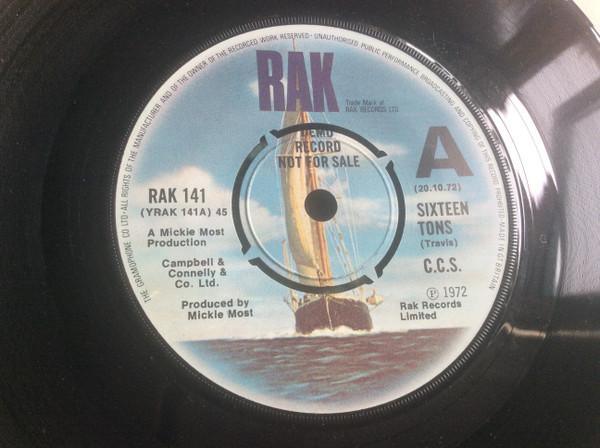 THE GRAMOPHONE CO LTD · ALL RIGHTS OF THE MANUFACTURER AND OF THE OWNER OF THE RECORDED WORK RESERVED · UNAUTHORISED PUBLIC PERFORMANCE BROADCASTING AND COPYING OF THIS RECORD PROHIBITED · MADE IN GT BRITAIN
RAK
Trade Mark of
RAK RECORDS LTD
DEMO
RECORD
NOT FOR SALE
A
(20.10.72)
RAK 141
(YRAK 141A) 45
A Mickie Most
Production
Campbell &
Connelly &
Co. Ltd.
Produced by
Mickie Most
SIXTEEN
TONS
(Travis)
C.C.S.
℗ 1972
Rak Records
Limited